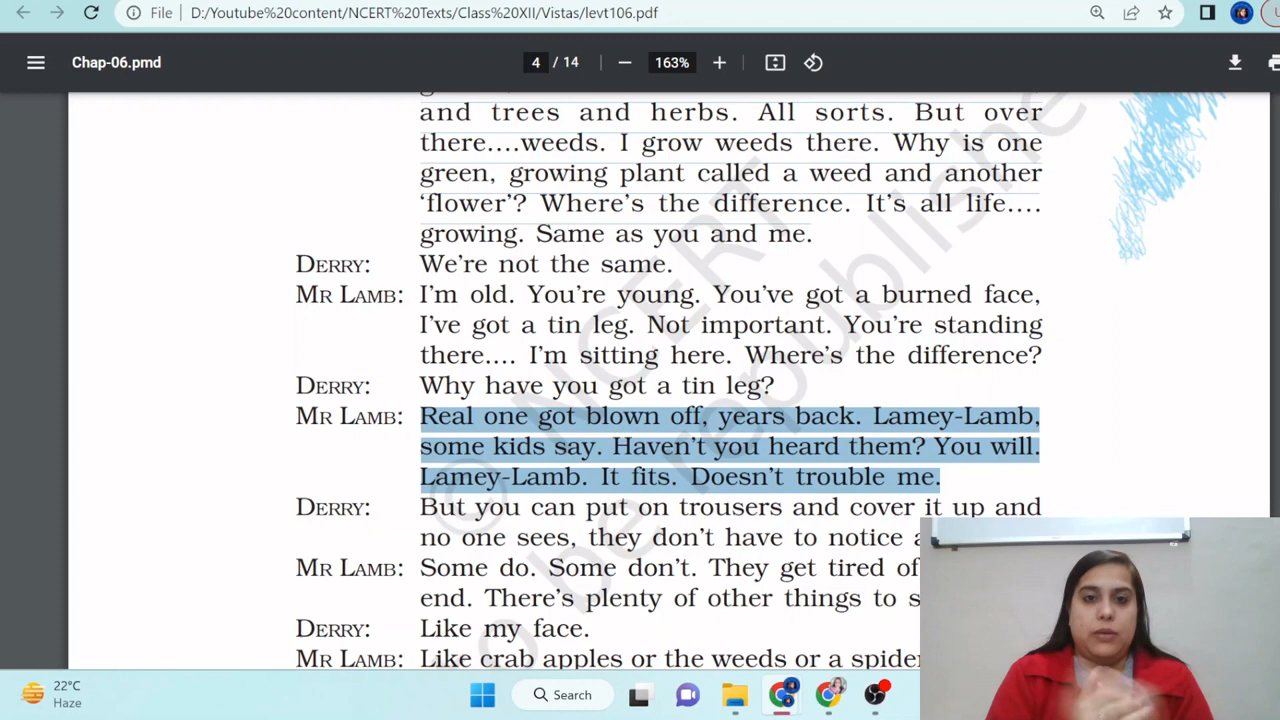 File
D:/Youtube%20content/NCERT%20Texts/Class%20XII/Vistas/levt106.pdf
Chap-06.pmd
4 / 14
163%
and trees and herbs. All sorts. But over
there....weeds. I grow weeds there. Why is one
green, growing plant called a weed and another
‘flower’? Where’s the difference. It’s all life....
growing. Same as you and me.
DERRY: We’re not the same.
MR LAMB: I’m old. You’re young. You’ve got a burned face,
I’ve got a tin leg. Not important. You’re standing
there.... I’m sitting here. Where’s the difference?
DERRY: Why have you got a tin leg?
MR LAMB: Real one got blown off, years back. Lamey-Lamb,
some kids say. Haven’t you heard them? You will.
Lamey-Lamb. It fits. Doesn’t trouble me.
DERRY: But you can put on trousers and cover it up and
no one sees, they don’t have to notice
MR LAMB: Some do. Some don’t. They get tired of
end. There’s plenty of other things to
DERRY: Like my face.
MR LAMB: Like crab apples or the weeds or a spider
© NCERT
be republishe
22°C
Haze
Search